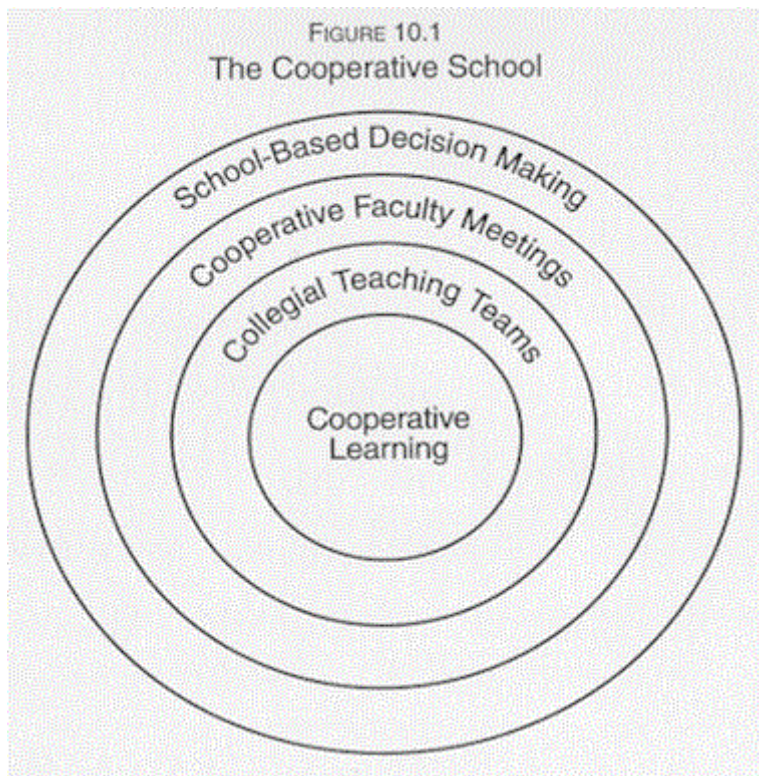 FIGURE 10.1
The Cooperative School
School-Based Decision Making
Cooperative Faculty Meetings
Collegial Teaching Teams
Cooperative
Learning